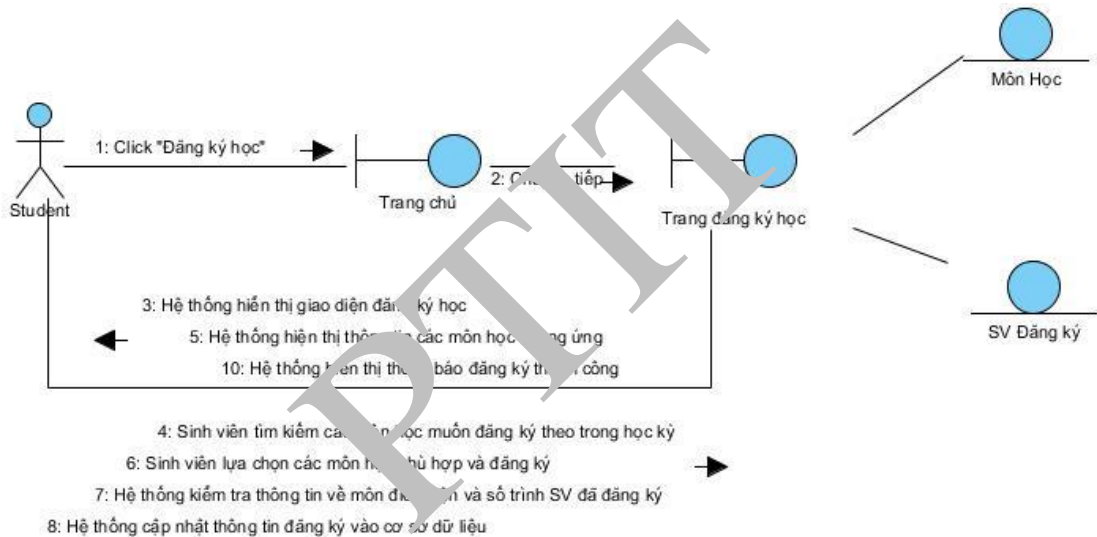 Môn Học
1: Click "Đăng ký học"
2: tiếp
Student
Trang chủ
Trang đăng ký học
SV Đăng ký
3: Hệ thống hiển thị giao diện đăng ký học
5: Hệ thống hiện thị thông tin các môn học ứng
10: Hệ thống hiển thị thông báo đăng ký thành công
4: Sinh viên tìm kiếm các môn học muốn đăng ký theo trong học kỳ
6: Sinh viên lựa chọn các môn học phù hợp và đăng ký
7: Hệ thống kiểm tra thông tin về môn và số trình SV đã đăng ký
8: Hệ thống cập nhật thông tin đăng ký vào cơ sở dữ liệu
PTIT